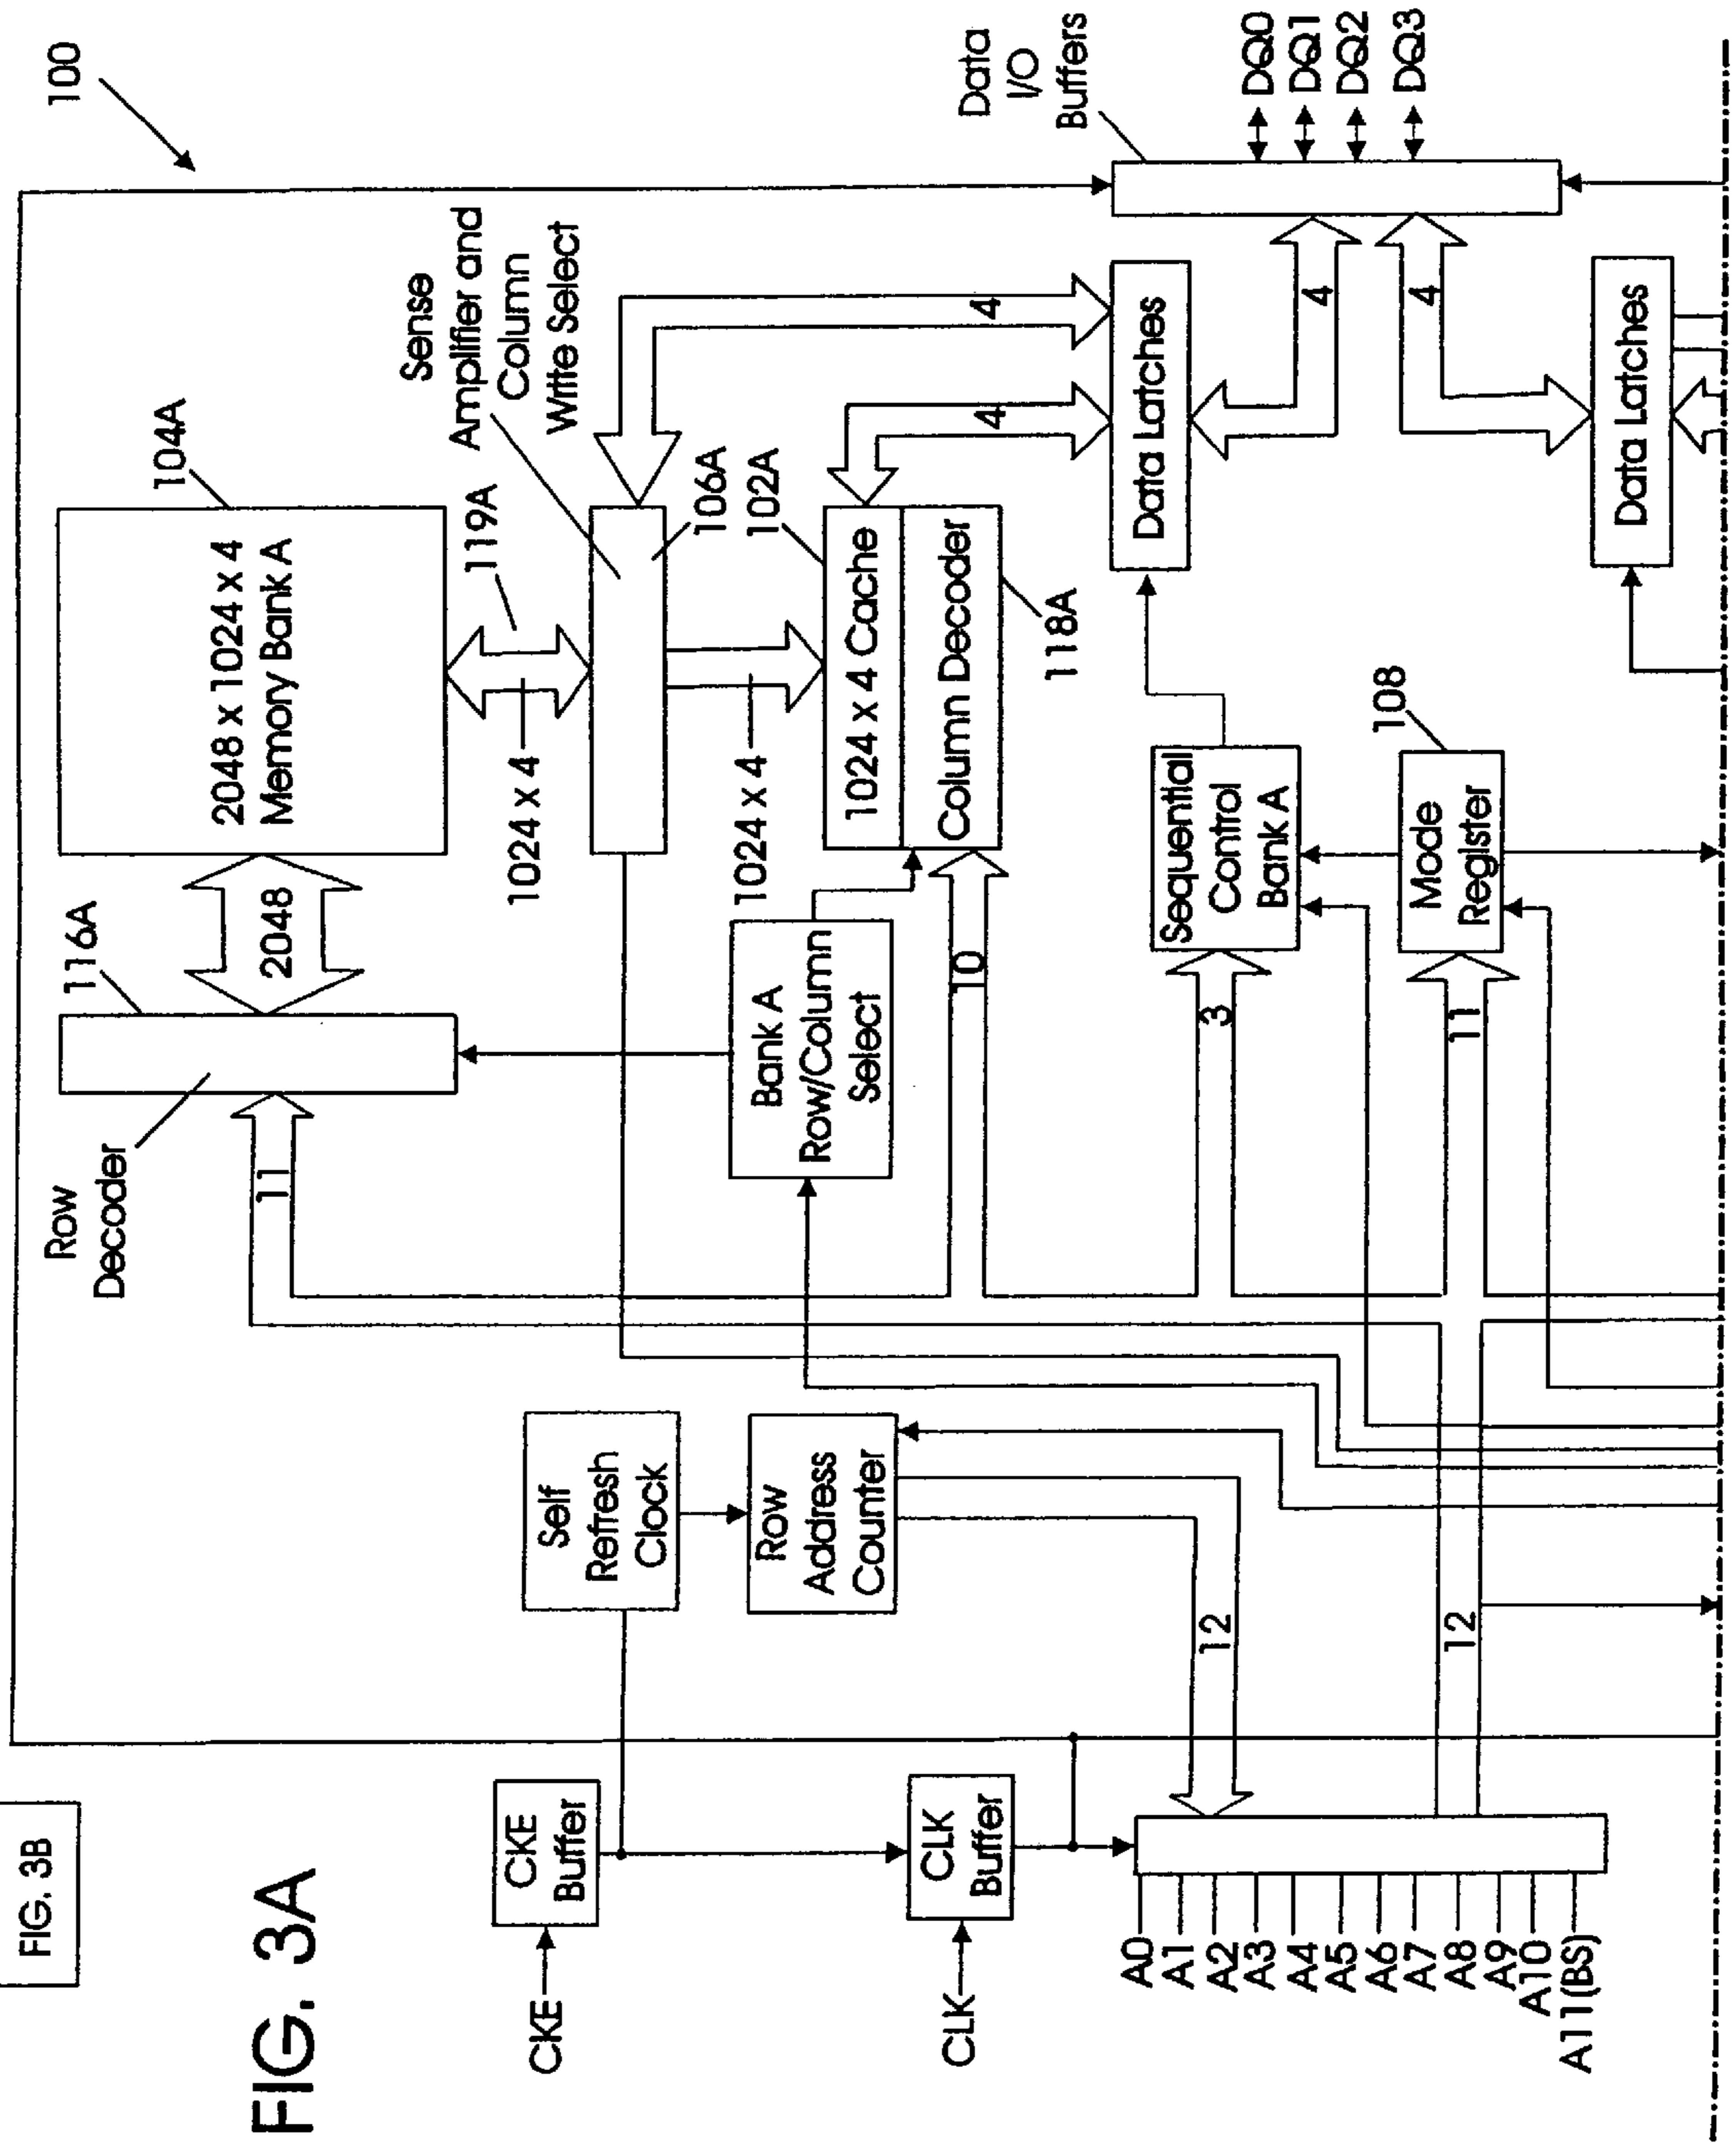 FIG. 3B
FIG. 3A
100
Row
Decoder
116A
11
2048
2048 x 1024 x 4
Memory Bank A
104A
119A
1024 x 4
Sense
Amplifier and
Column
Write Select
106A
1024 x 4
102A
1024 x 4 Cache
Column Decoder
118A
4
4
Data Latches
4
4
Data Latches
Data
I/O
Buffers
DQ0
DQ1
DQ2
DQ3
Bank A
Row/Column
Select
10
3
Sequential
Control
Bank A
11
Mode
Register
108
CKE
CKE
Buffer
Self
Refresh
Clock
Row
Address
Counter
12
CLK
CLK
Buffer
12
A0
A1
A2
A3
A4
A5
A6
A7
A8
A9
A10
A11(BS)